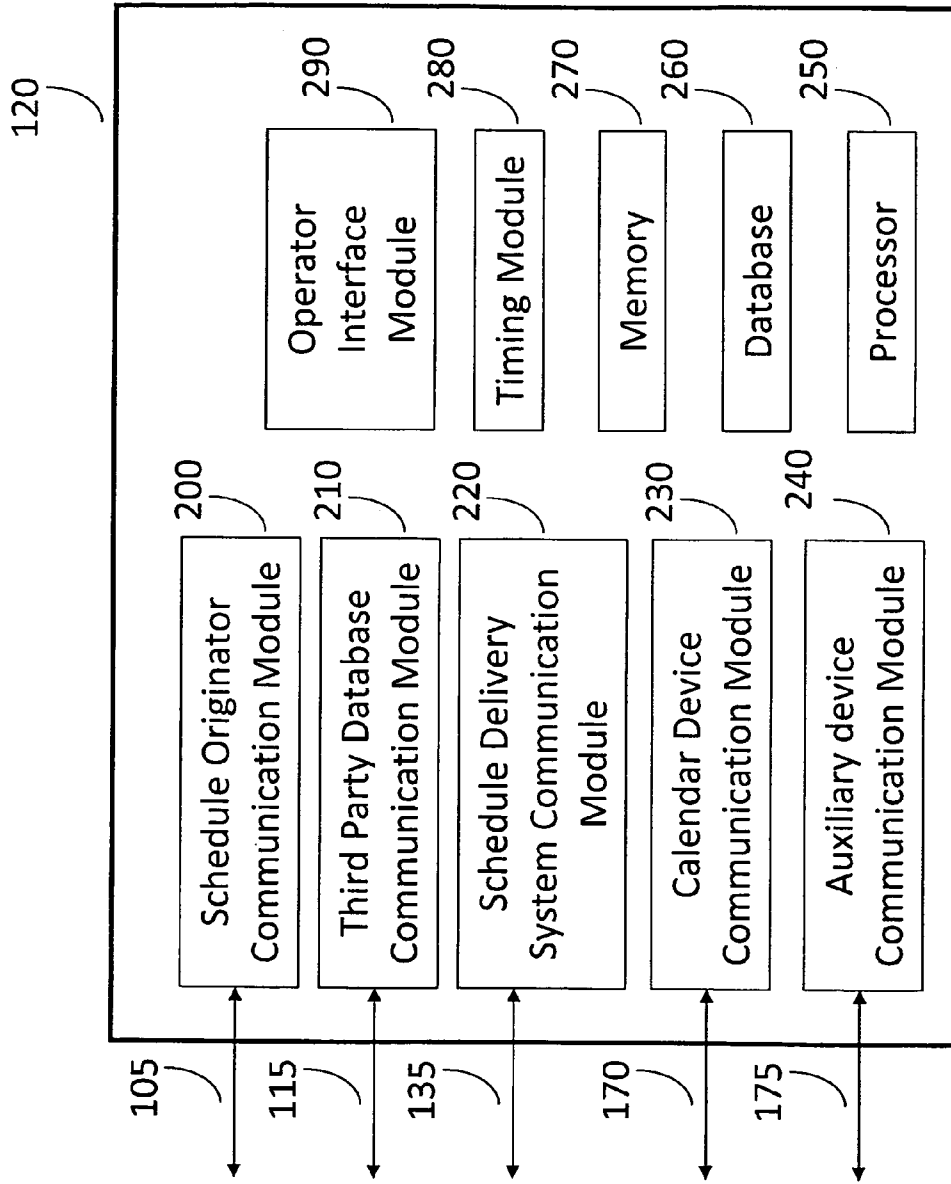 120
105
Schedule Originator
Communication Module
200
115
Third Party Database
Communication Module
210
135
Schedule Delivery
System Communication
Module
220
170
Calendar Device
Communication Module
230
175
Auxiliary device
Communication Module
240
Operator
Interface
Module
290
Timing Module
280
Memory
270
Database
260
Processor
250